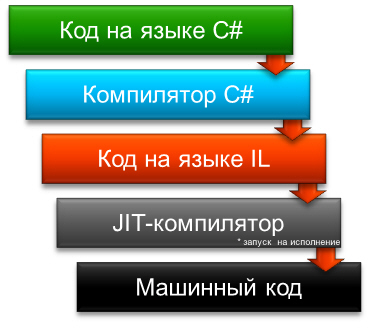 Код на языке C#
Компилятор C#
Код на языке IL
JIT-компилятор
* запуск на исполнение
Машинный код